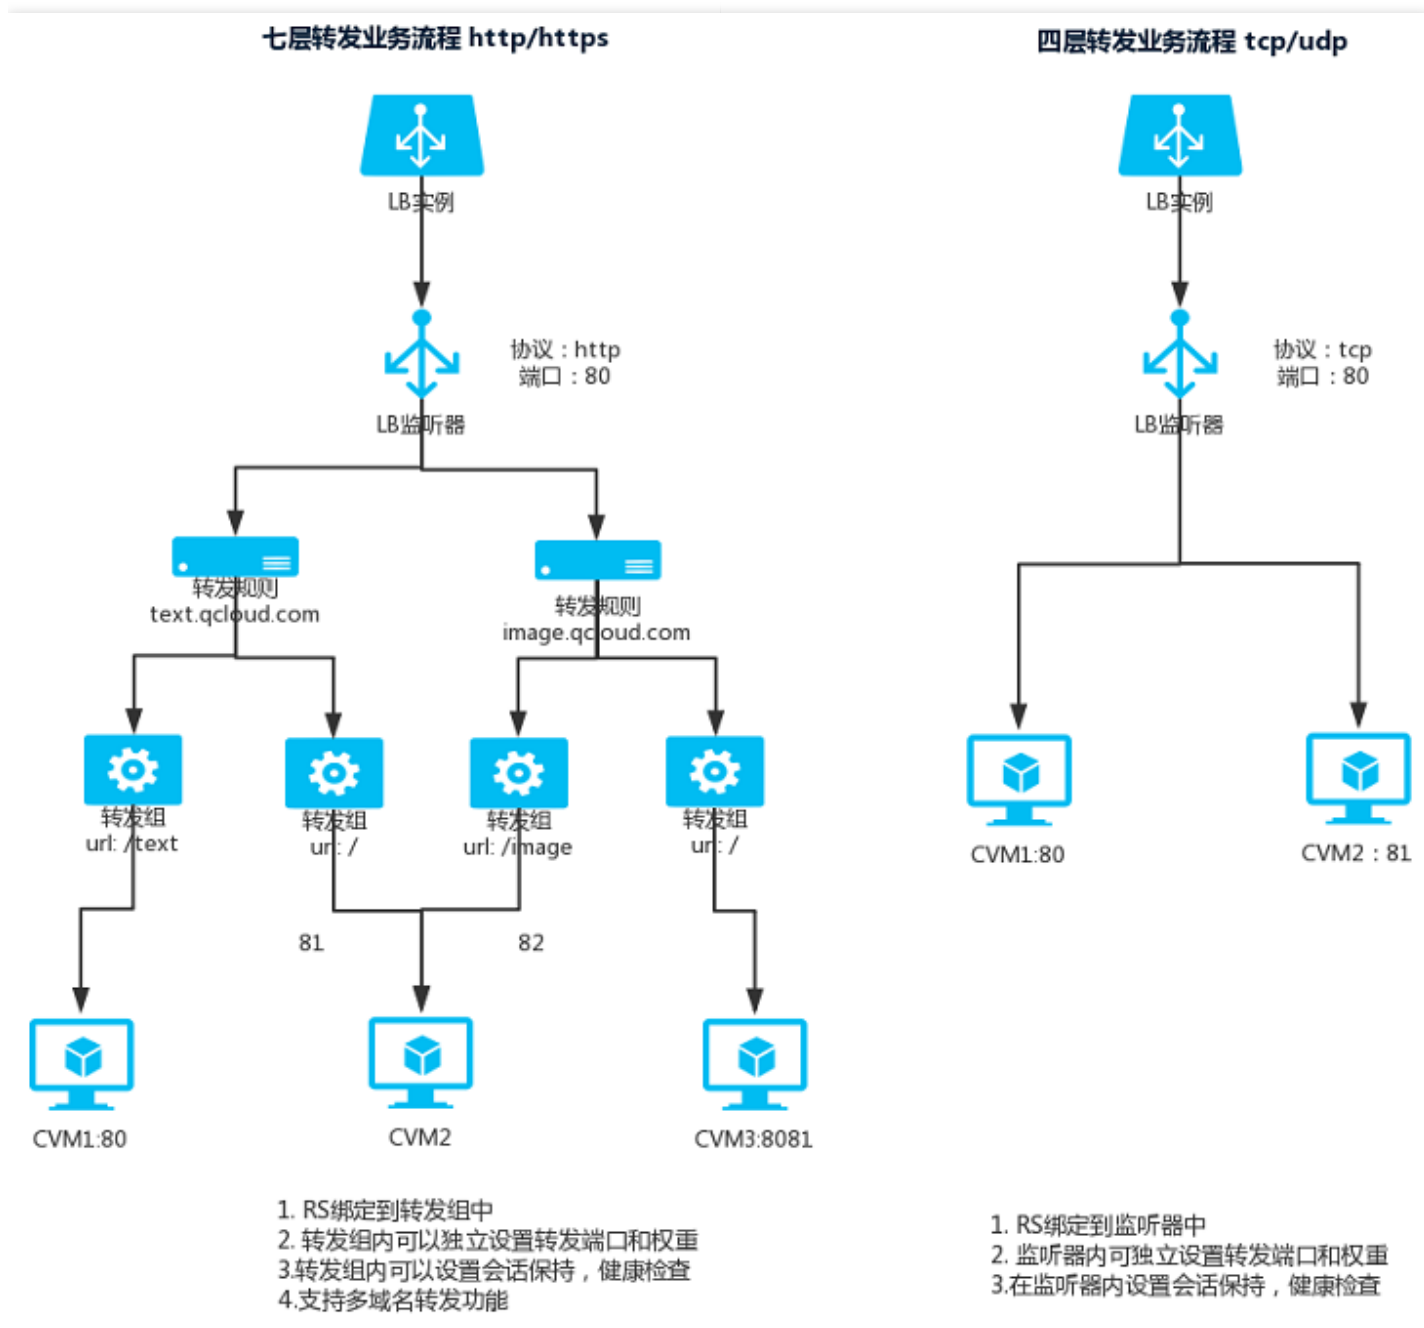 七层转发业务流程 http/https
LB实例
协议：http
端口：80
LB监听器
转发规则
text.qcloud.com
转发规则
image.qcloud.com
转发组
url: /text
转发组
url: /
转发组
url: /image
转发组
url: /
81
82
CVM1:80
CVM2
CVM3:8081
1. RS绑定到转发组中
2. 转发组内可以独立设置转发端口和权重
3.转发组内可以设置会话保持，健康检查
4.支持多域名转发功能
四层转发业务流程 tcp/udp
LB实例
协议：tcp
端口：80
LB监听器
CVM1:80
CVM2：81
1. RS绑定到监听器中
2. 监听器内可独立设置转发端口和权重
3.在监听器内设置会话保持，健康检查